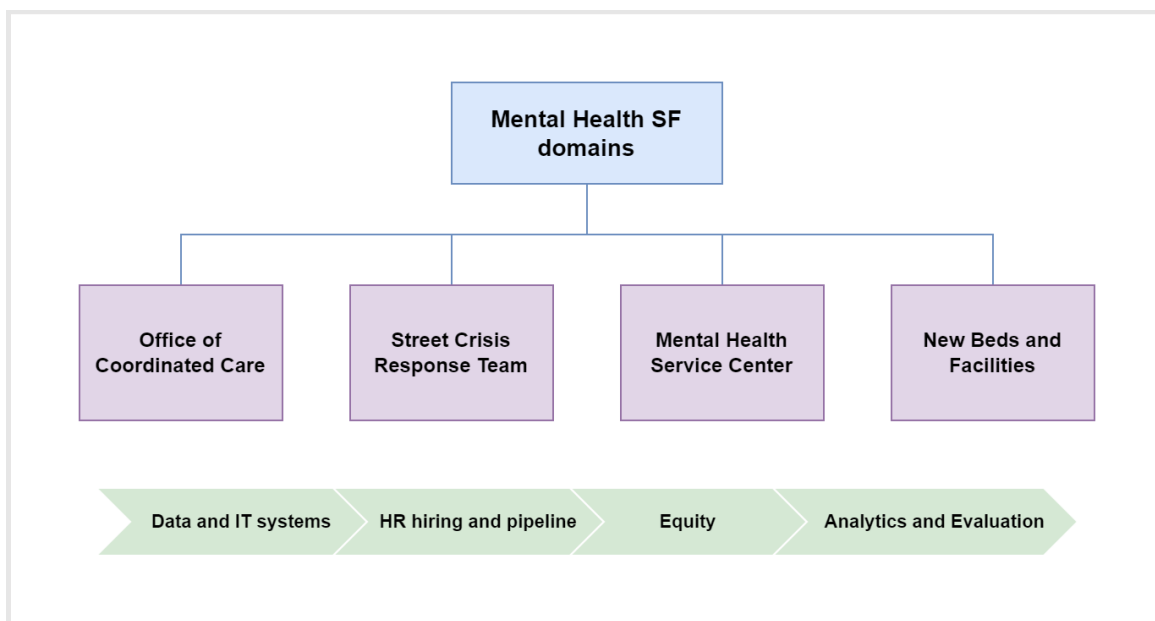 Mental Health SF
domains
Office of
Coordinated Care
Street Crisis
Response Team
Mental Health
Service Center
New Beds and
Facilities
Data and IT systems
HR hiring and pipeline
Equity
Analytics and Evaluation